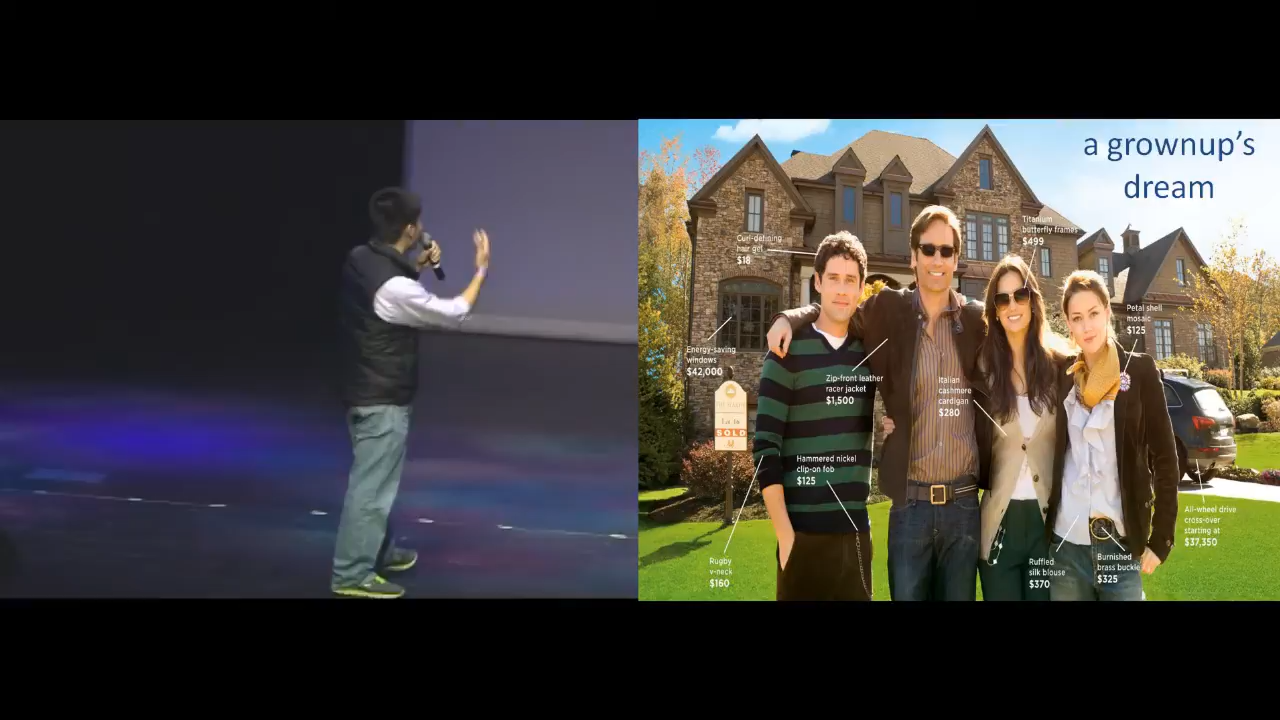 a grownup's
dream
Titanium
butterfly frames
$499
Curl-defining
hair gel
$18
Petal shell
mosaic
$125
Energy-saving
windows
$42,000
Zip-front leather
racer jacket
$1,500
Italian
cashmere
cardigan
$280
SOLD
Hammered nickel
clip-on fob
$125
All-wheel drive
cross-over
starting at
$37,350
Rugby
v-neck
$160
Ruffled
silk blouse
$370
Burnished
brass buckle
$325